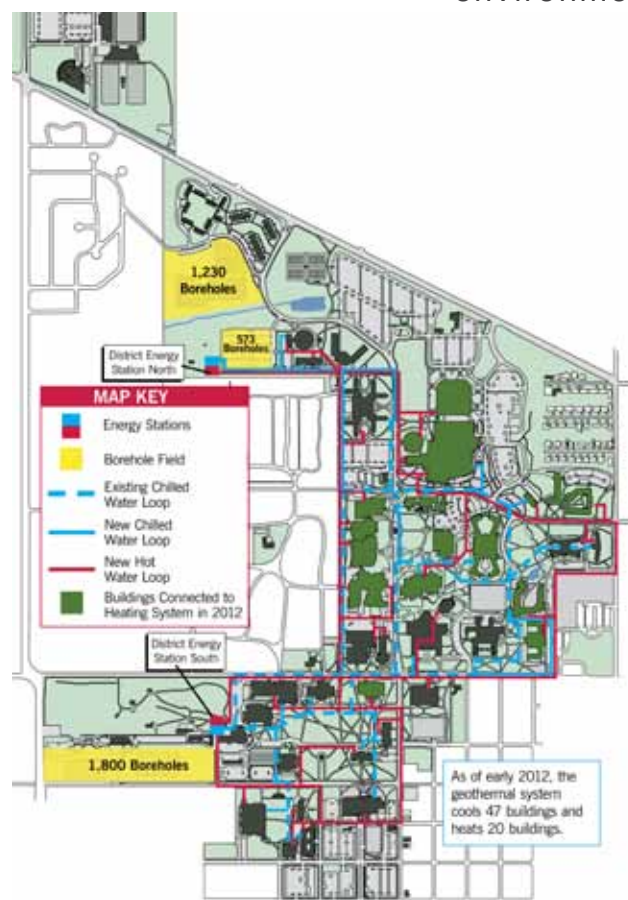 1,230
Boreholes
573
Boreholes
District Energy
Station North
MAP KEY
Energy Stations
Borehole Field
Existing Chilled
Water Loop
New Chilled
Water Loop
New Hot
Water Loop
Buildings Connected to
Heating System in 2012
District Energy
Station South
1,800 Boreholes
As of early 2012, the
geothermal system
cools 47 buildings and
heats 20 buildings.